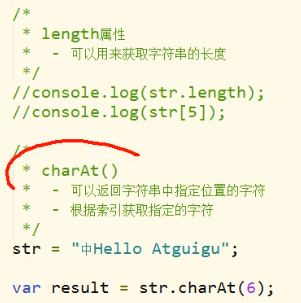 /*
* length属性
* - 可以用来获取字符串的长度
*/
//console.log(str.length);
//console.log(str[5]);
/*
* charAt()
* - 可以返回字符串中指定位置的字符
* - 根据索引获取指定的字符
*/
str = "中Hello Atguigu";
var result = str.charAt(6);